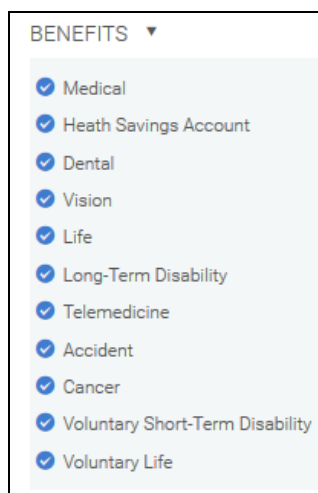 BENEFITS ▼
Medical
Heath Savings Account
Dental
Vision
Life
Long-Term Disability
Telemedicine
Accident
Cancer
Voluntary Short-Term Disability
Voluntary Life